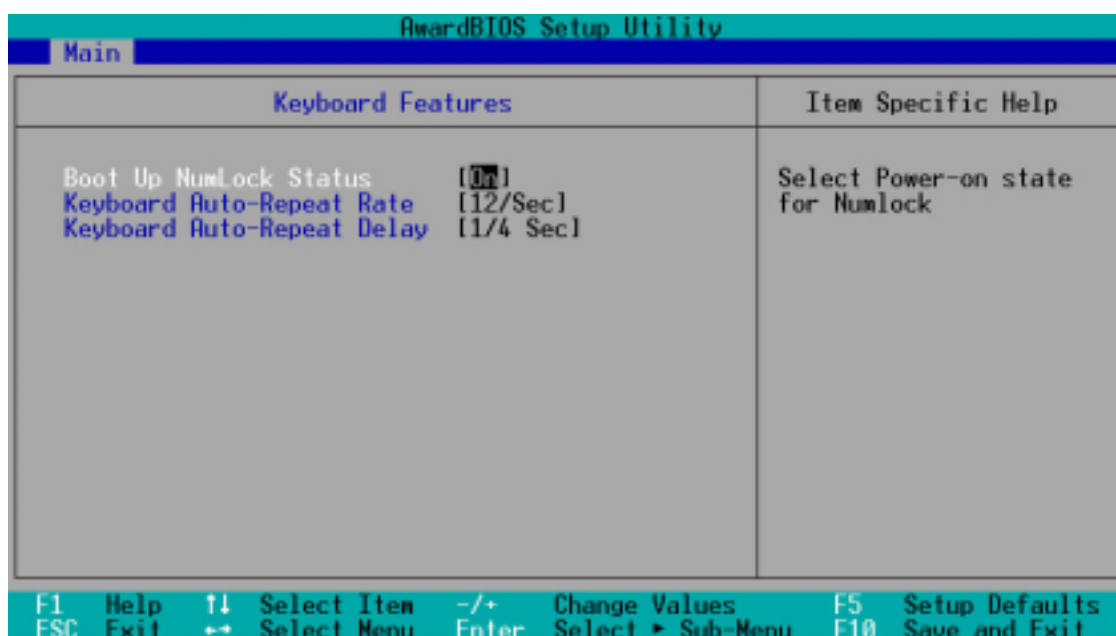 AwardBIOS Setup Utility
Main
Keyboard Features
Item Specific Help
Boot Up NumLock Status [On]
Keyboard Auto-Repeat Rate [12/Sec]
Keyboard Auto-Repeat Delay [1/4 Sec]
Select Power-on state
for Numlock
F1 Help ↑↓ Select Item -/+ Change Values F5 Setup Defaults
ESC Exit ←→ Select Menu Enter Select ► Sub-Menu F10 Save and Exit